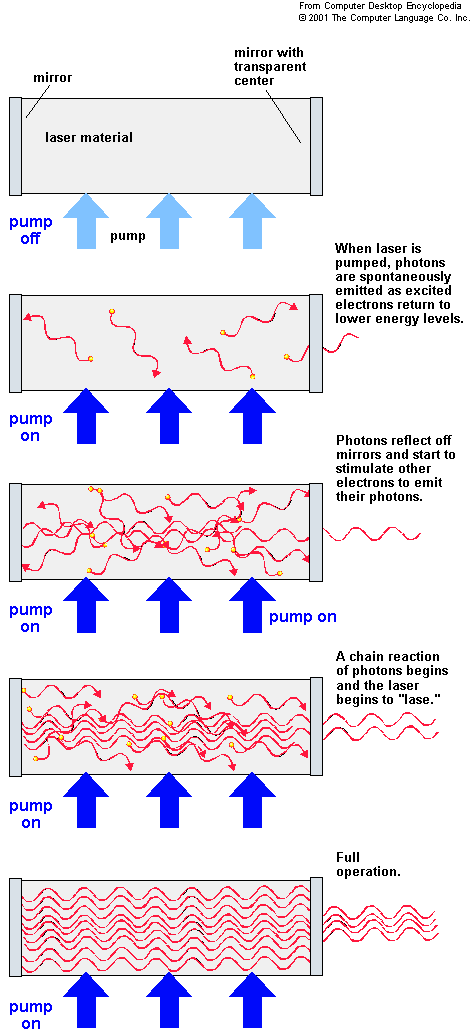 From Computer Desktop Encyclopedia
© 2001 The Computer Language Co. Inc.
mirror
mirror with
transparent
center
laser material
pump
off
pump
When laser is
pumped, photons
are spontaneously
emitted as excited
electrons return to
lower energy levels.
pump
on
Photons reflect off
mirrors and start to
stimulate other
electrons to emit
their photons.
pump
on
pump on
A chain reaction
of photons begins
and the laser
begins to "lase."
pump
on
Full
operation.
pump
on